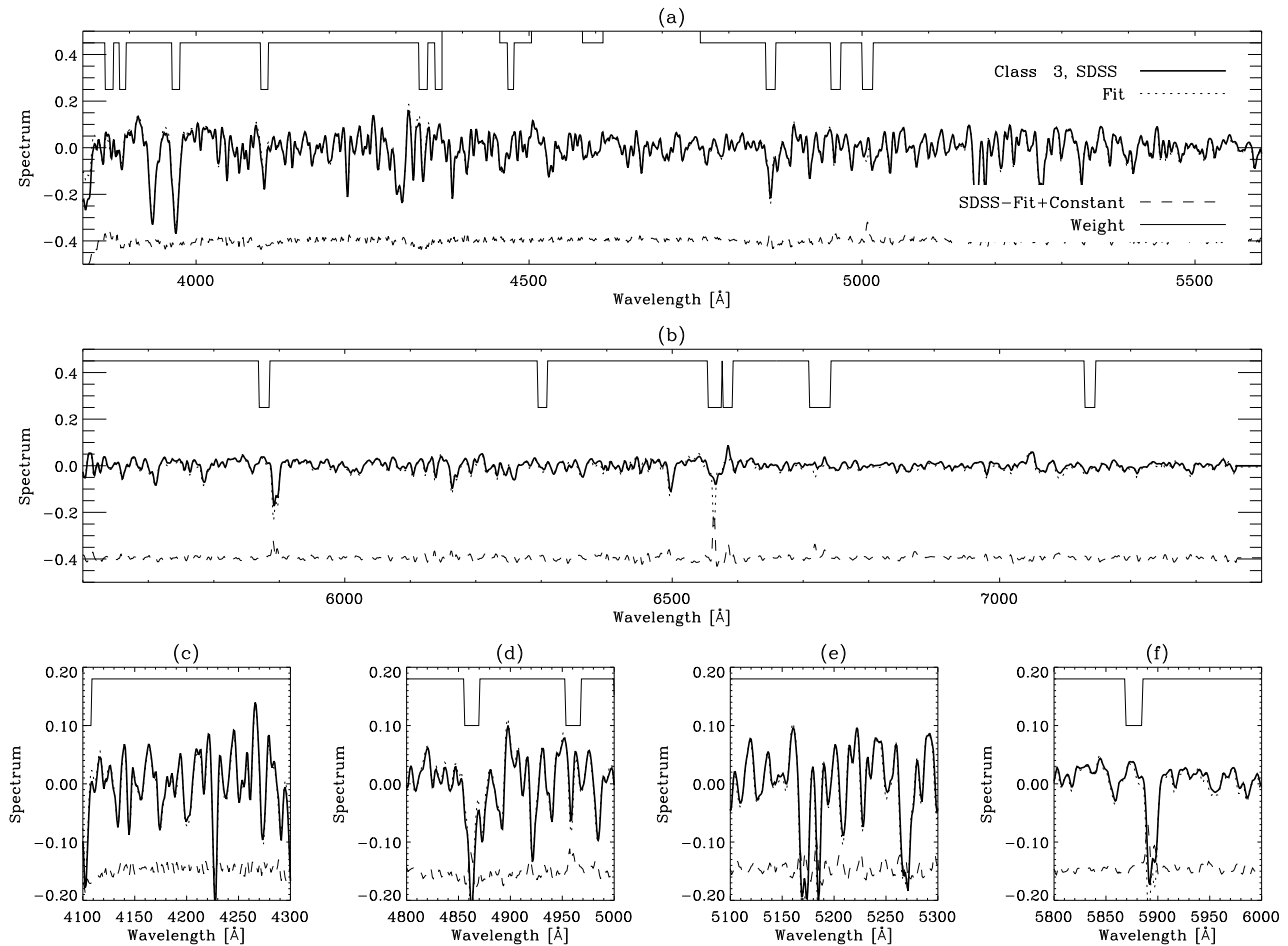 (a)
0.4
0.2
0.0
−0.2
−0.4
Spectrum
Class 3, SDSS
Fit
SDSS−Fit+Constant
Weight
4000 4500 5000 5500
Wavelength [Å]
(b)
0.4
0.2
0.0
−0.2
−0.4
Spectrum
6000 6500 7000
Wavelength [Å]
(c)
0.20
0.10
0.00
−0.10
−0.20
Spectrum
4100 4150 4200 4250 4300
Wavelength [Å]
(d)
0.20
0.10
0.00
−0.10
−0.20
Spectrum
4800 4850 4900 4950 5000
Wavelength [Å]
(e)
0.20
0.10
0.00
−0.10
−0.20
Spectrum
5100 5150 5200 5250 5300
Wavelength [Å]
(f)
0.20
0.10
0.00
−0.10
−0.20
Spectrum
5800 5850 5900 5950 6000
Wavelength [Å]